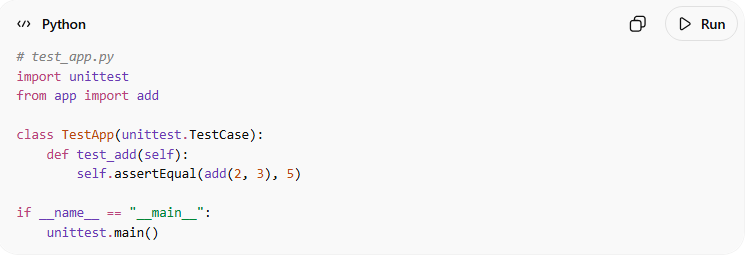 </> Python Run
# test_app.py
import unittest
from app import add

class TestApp(unittest.TestCase):
    def test_add(self):
        self.assertEqual(add(2, 3), 5)

if __name__ == "__main__":
    unittest.main()